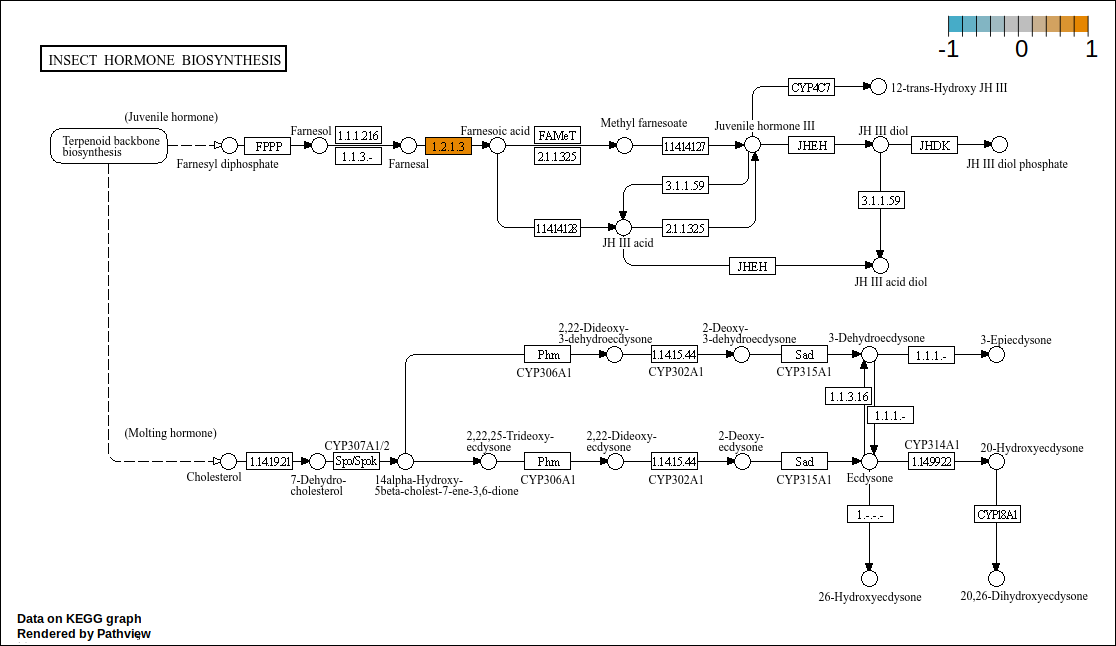 -1 0 1
INSECT HORMONE BIOSYNTHESIS
CYP4C7
12-trans-Hydroxy JH III
(Juvenile hormone)
Terpenoid backbone
biosynthesis
Farnesyl diphosphate
FPPP
Farnesol
1.1.1.216
1.1.3.-
Farnesal
1.2.1.3
Farnesoic acid
FAMeT
2.1.1.325
Methyl farnesoate
1.14.14.127
Juvenile hormone III
JHEH
JH III diol
JHDK
JH III diol phosphate
3.1.1.59
3.1.1.59
1.14.14.128
JH III acid
2.1.1.325
JHEH
JH III acid diol
2,22-Dideoxy-
3-dehydroecdysone
2-Deoxy-
3-dehydroecdysone
3-Dehydroecdysone
3-Epiecdysone
Phm
CYP306A1
1.14.15.44
CYP302A1
Sad
CYP315A1
1.1.1.-
1.1.3.16
1.1.1.-
(Molting hormone)
Cholesterol
1.14.19.21
7-Dehydro-
cholesterol
CYP307A1/2
Spo/Spok
14alpha-Hydroxy-
5beta-cholest-7-ene-3,6-dione
2,22,25-Trideoxy-
ecdysone
Phm
CYP306A1
2,22-Dideoxy-
ecdysone
1.14.15.44
CYP302A1
2-Deoxy-
ecdysone
Sad
CYP315A1
Ecdysone
CYP314A1
1.14.99.22
20-Hydroxyecdysone
1.-.-.-
CYP18A1
26-Hydroxyecdysone
20,26-Dihydroxyecdysone
Data on KEGG graph
Rendered by Pathview